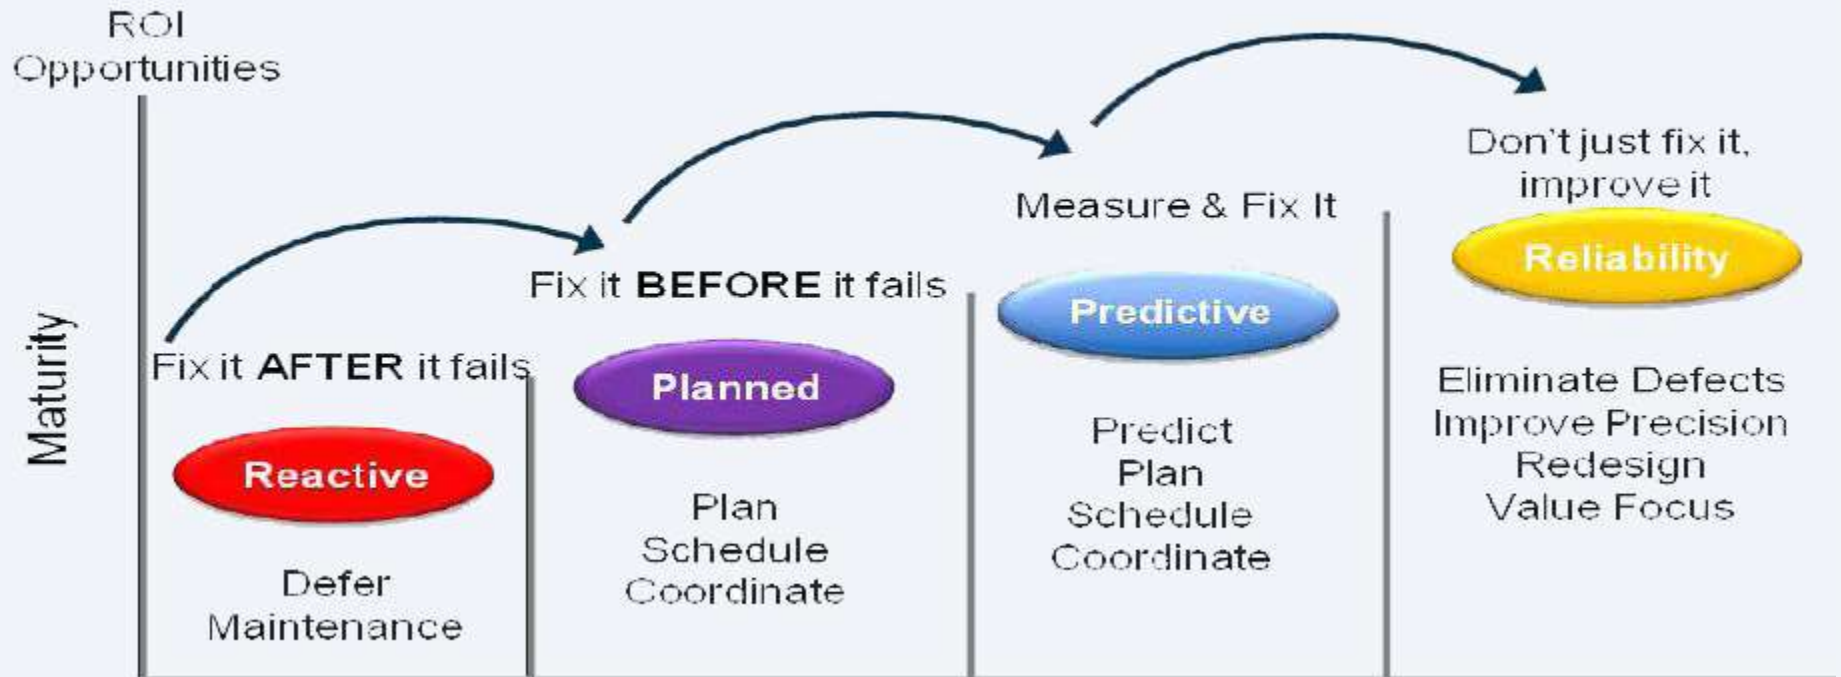 ROI
Opportunities
Maturity
Fix it AFTER it fails
Reactive
Defer
Maintenance
Fix it BEFORE it fails
Planned
Plan
Schedule
Coordinate
Measure & Fix It
Predictive
Predict
Plan
Schedule
Coordinate
Don't just fix it,
improve it
Reliability
Eliminate Defects
Improve Precision
Redesign
Value Focus